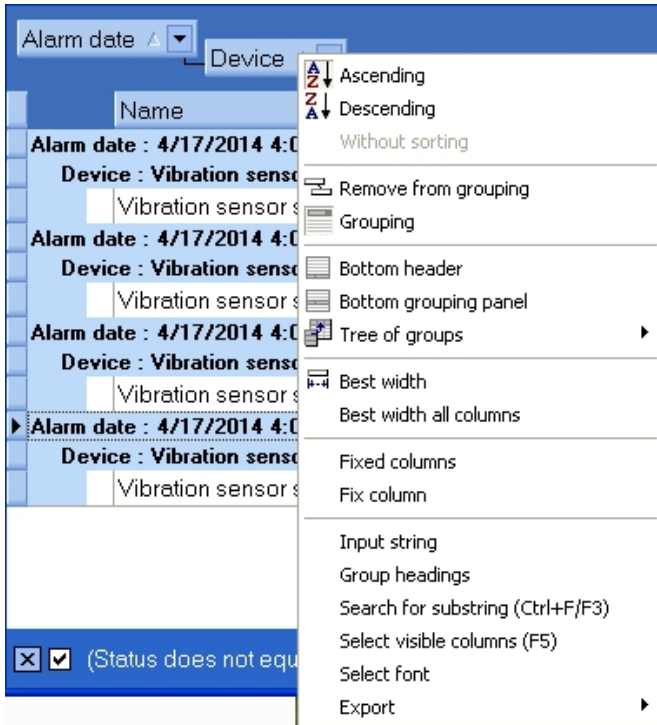 Alarm date
Device
Name
Alarm date : 4/17/2014 4:0
Device : Vibration senso
Vibration sensor s
Alarm date : 4/17/2014 4:0
Device : Vibration senso
Vibration sensor s
Alarm date : 4/17/2014 4:0
Device : Vibration senso
Vibration sensor s
Alarm date : 4/17/2014 4:0
Device : Vibration senso
Vibration sensor s
(Status does not equ
Ascending
Descending
Without sorting
Remove from grouping
Grouping
Bottom header
Bottom grouping panel
Tree of groups
Best width
Best width all columns
Fixed columns
Fix column
Input string
Group headings
Search for substring (Ctrl+F/F3)
Select visible columns (F5)
Select font
Export